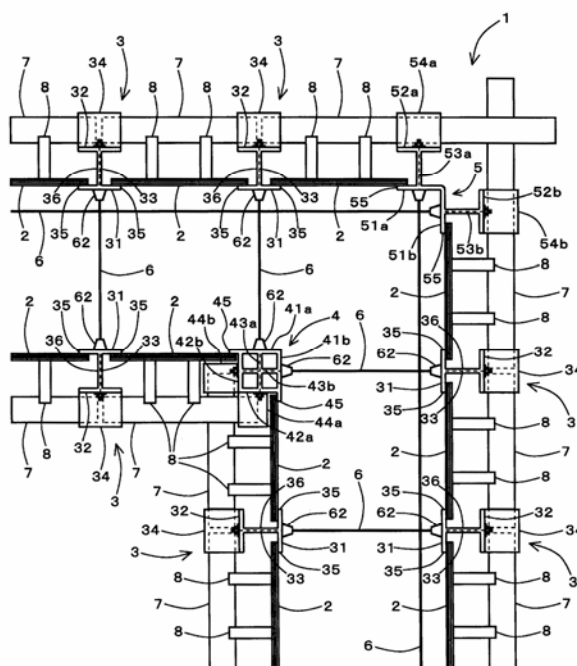 1
3 3
7 34 7 34 54a 7
8 32 8 8 32 8 8 52a
53a 5
36 33 36 33 55 52b
35 35 35 35 51a
2 62 31 2 62 31 2 53b 54b
6 51b 55
6 6 2 8 7
2 35 62 31 35 2 44b 45 62 41a 4 6 35 36 8
36 33 42b 43a 41b 62 62 32
43b 31 3
45 35 33 34
32 44a 2 8
7 34 7 8 42a
3 2 36 35 6 35 36 8
7 62 62 32
34 32 34
3 31 31 3
35 35
8 33 2 33 8
7 2 7
8 6 8